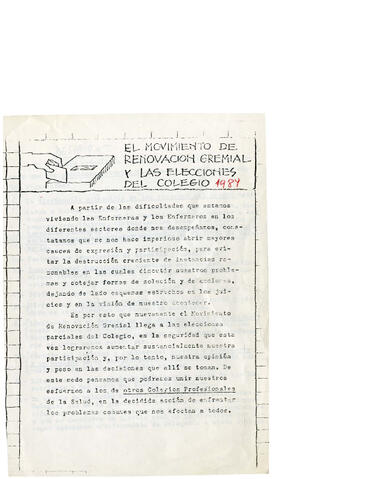 EL MOVIMIENTO DE
RENOVACION GREMIAL
Y LAS ELECCIONES
DEL COLEGIO 1984
A partir de las dificultades que estamos
viviendo las Enfermeras y los Enfermeros en los
diferentes sectores donde nos desempeñamos, cons-
tatamos que se nos hace imperioso abrir mayores
cauces de expresión y participación, para evi-
tar la destrucción creciente de instancias ra-
zonables en las cuales discutir nuestros proble-
mas y cotejar formas de solución y de acciones,
dejando de lado esquemas estrechos en los jui-
cios y en la visión de nuestro acontecer.
Es por esto que nuevamente el Movimiento
de Renovación Gremial llega a las elecciones
parciales del Colegio, en la seguridad que esta
vez lograremos aumentar sustancialmente nuestra
participación y, por lo tanto, nuestra opinión
y peso en las decisiones que allí se toman. De
este modo pensamos que podremos unir nuestros
esfuerzos a los de otros Colegios Profesionales
de la Salud, en la decidida acción de enfrentar
los problemas comunes que nos afectan a todos.